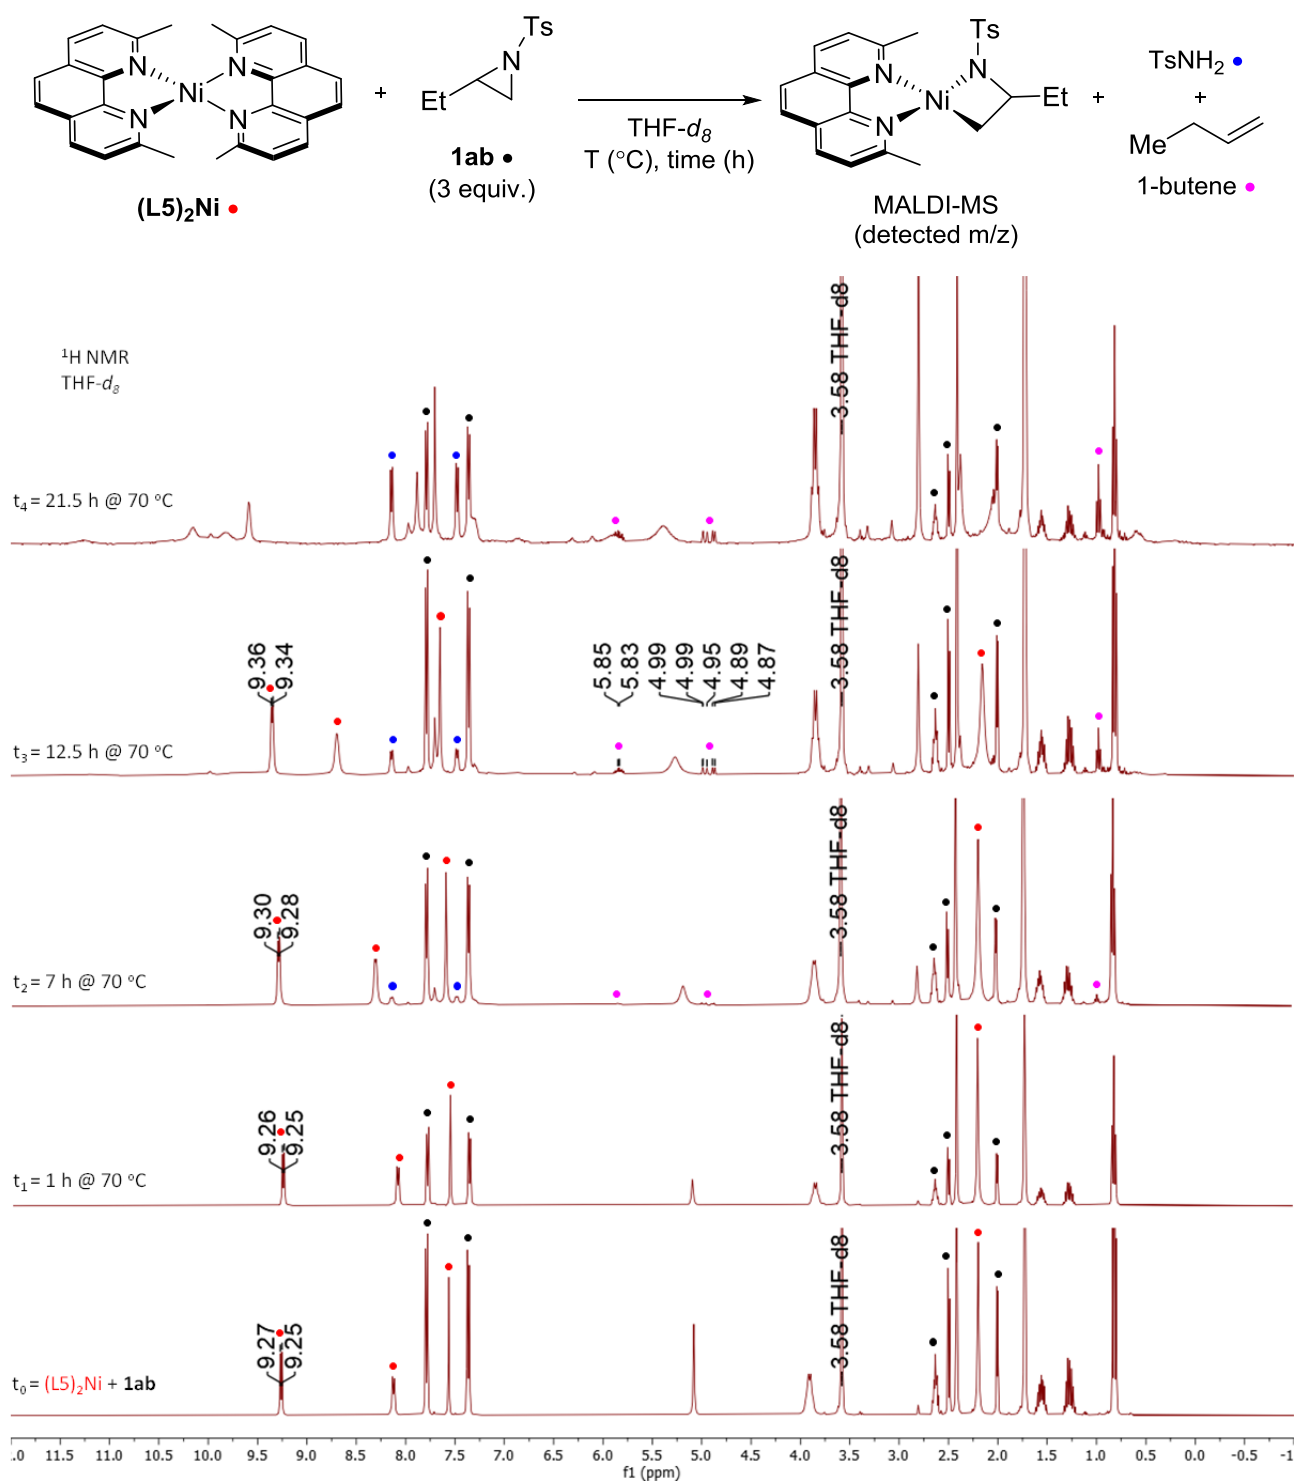 Ts
N
Et
N
N
N
N
Ni
+
1ab •
(3 equiv.)
THF-d8
T (°C), time (h)
(L5)₂Ni •
Ts
N
N
N
Ni
Et
MALDI-MS
(detected m/z)
+
TsNH₂ •
+
Me
1-butene •
¹H NMR
THF-d₈
3.58 THF-d8
t₄ = 21.5 h @ 70 °C
9.36
9.34
5.85
5.83
4.99
4.99
4.95
4.89
4.87
3.58 THF-d8
t₃ = 12.5 h @ 70 °C
9.30
9.28
3.58 THF-d8
t₂ = 7 h @ 70 °C
9.26
9.25
3.58 THF-d8
t₁ = 1 h @ 70 °C
9.27
9.25
3.58 THF-d8
t₀ = (L5)₂Ni + 1ab
.0 11.5 11.0 10.5 10.0 9.5 9.0 8.5 8.0 7.5 7.0 6.5 6.0 5.5 5.0 4.5 4.0 3.5 3.0 2.5 2.0 1.5 1.0 0.5 0.0 -0.5 -1
f1 (ppm)